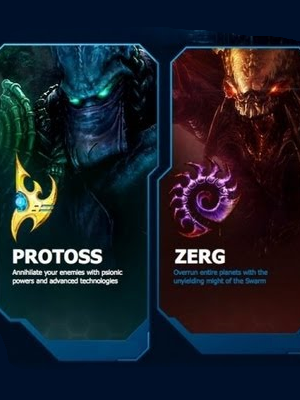 PROTOSS
Annihilate your enemies with psionic
powers and advanced technologies
ZERG
Overrun entire planets with the
unyielding might of the Swarm